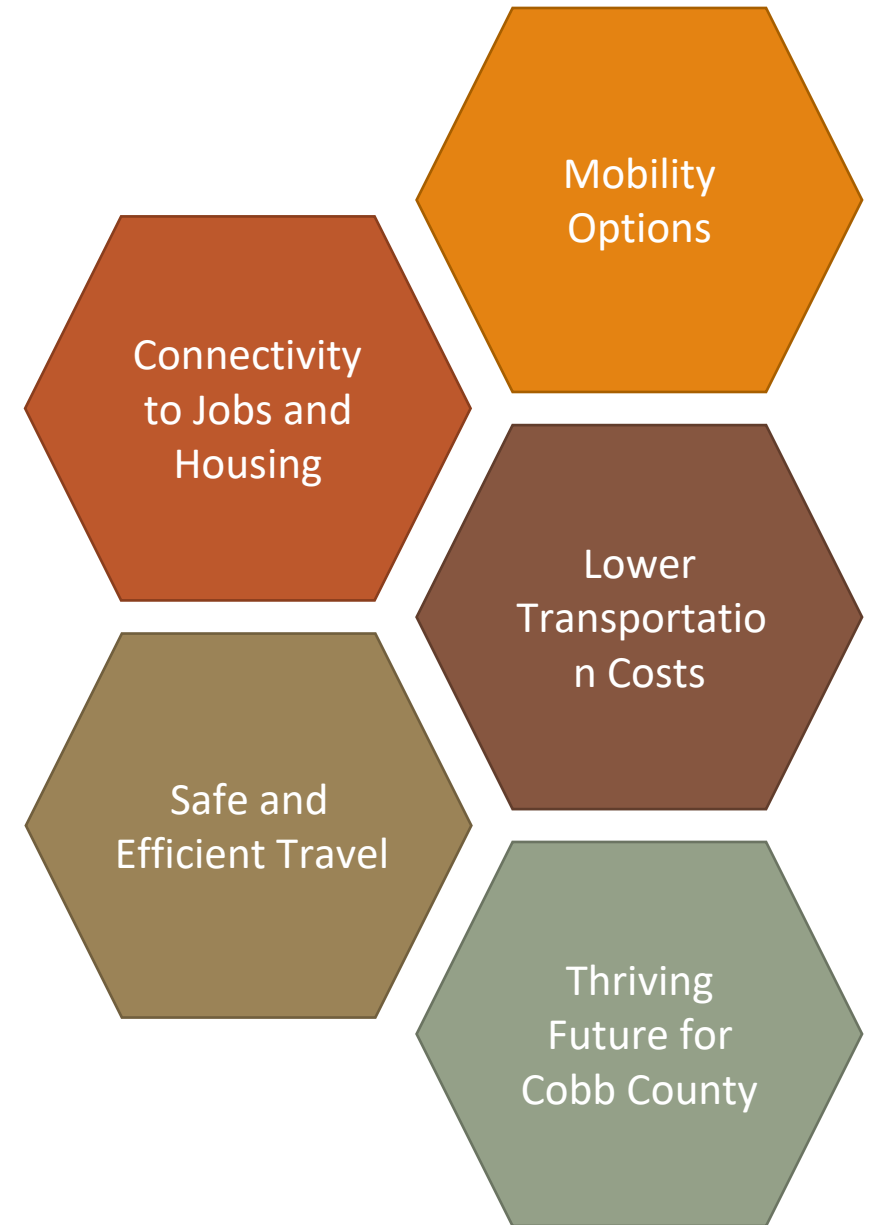 Mobility
Options
Connectivity
to Jobs and
Housing
Lower
Transportatio
n Costs
Safe and
Efficient Travel
Thriving
Future for
Cobb County